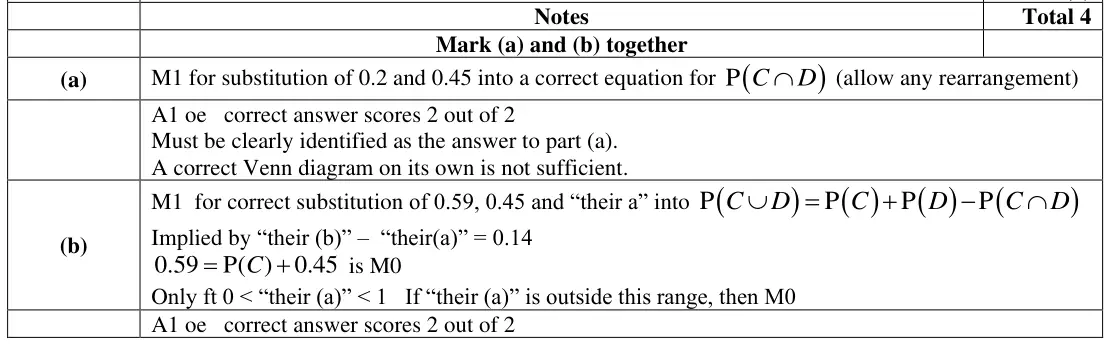 Notes Total 4
Mark (a) and (b) together
(a) M1 for substitution of 0.2 and 0.45 into a correct equation for P(C∩D) (allow any rearrangement)
A1 oe correct answer scores 2 out of 2
Must be clearly identified as the answer to part (a).
A correct Venn diagram on its own is not sufficient.
M1 for correct substitution of 0.59, 0.45 and “their a” into P(C∪D)=P(C)+P(D)−P(C∩D)
(b) Implied by “their (b)” – “their(a)” = 0.14
0.59 = P(C) + 0.45 is M0
Only ft 0 < “their (a)” < 1 If “their (a)” is outside this range, then M0
A1 oe correct answer scores 2 out of 2